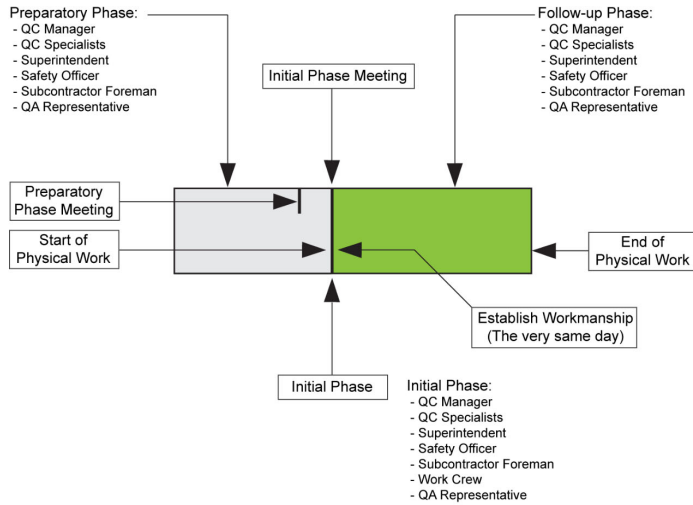 Preparatory Phase:
- QC Manager
- QC Specialists
- Superintendent
- Safety Officer
- Subcontractor Foreman
- QA Representative
Initial Phase Meeting
Follow-up Phase:
- QC Manager
- QC Specialists
- Superintendent
- Safety Officer
- Subcontractor Foreman
- QA Representative
Preparatory
Phase Meeting
Start of
Physical Work
End of
Physical Work
Establish Workmanship
(The very same day)
Initial Phase
Initial Phase:
- QC Manager
- QC Specialists
- Superintendent
- Safety Officer
- Subcontractor Foreman
- Work Crew
- QA Representative